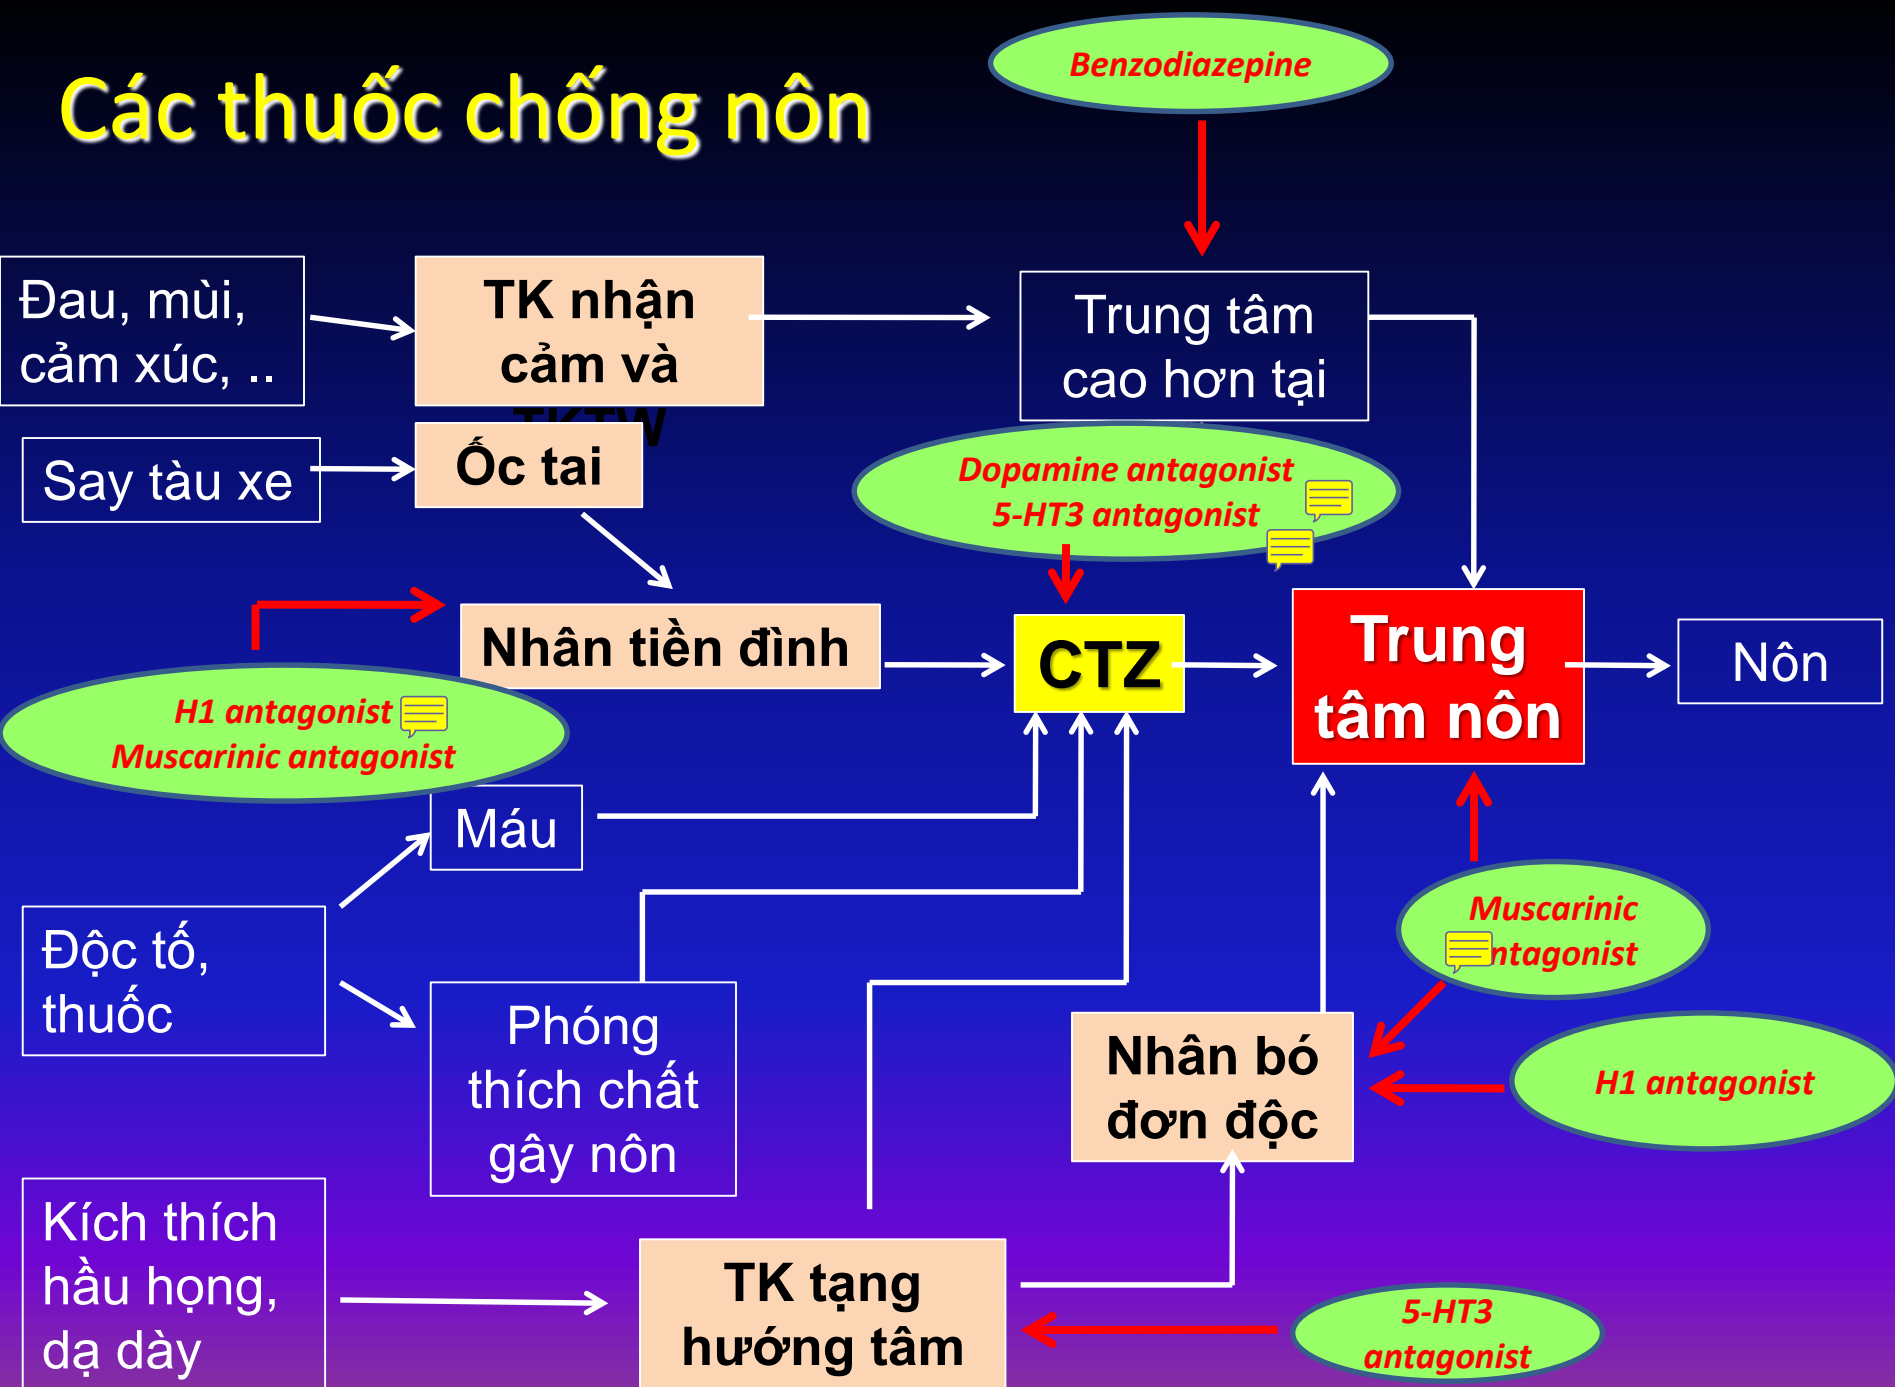 Benzodiazepine
Các thuốc chống nôn
Đau, mùi,
cảm xúc, ..
TK nhận
cảm và
TKTW
Trung tâm
cao hơn tại
Say tàu xe
Ốc tai
Dopamine antagonist
5-HT3 antagonist
Nhân tiền đình
CTZ
Trung
tâm nôn
Nôn
H1 antagonist
Muscarinic antagonist
Máu
Độc tố,
thuốc
Phóng
thích chất
gây nôn
Muscarinic
ntagonist
Nhân bó
đơn độc
H1 antagonist
Kích thích
hầu họng,
dạ dày
TK tạng
hướng tâm
5-HT3
antagonist